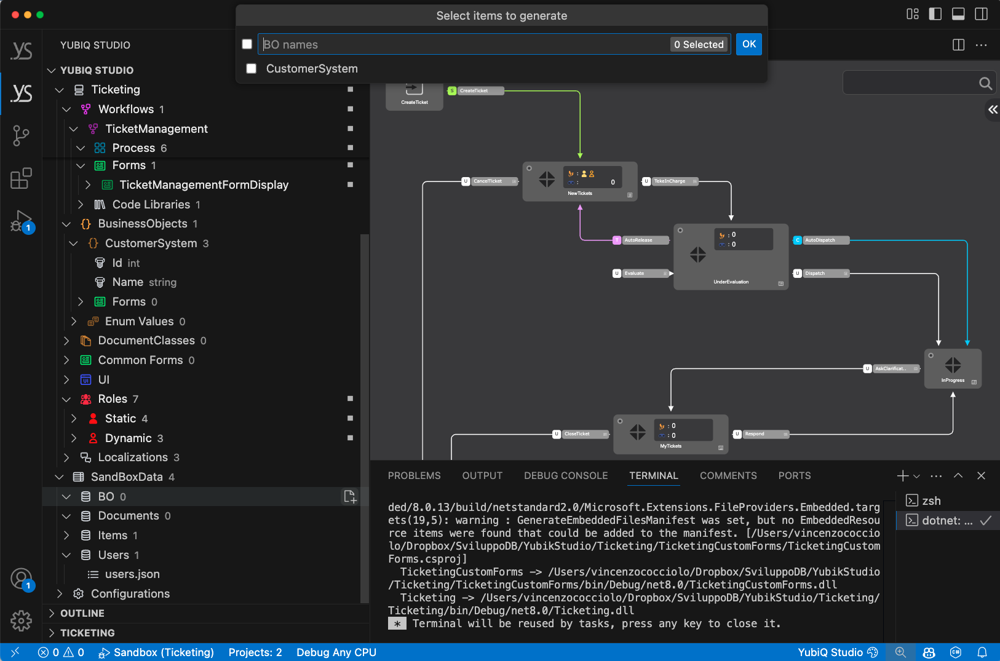 Select items to generate
BO names
0 Selected
OK
CustomerSystem
YS
YS
1
1
YUBIQ STUDIO
YUBIQ STUDIO
Ticketing
Workflows 1
TicketManagement
Process 6
Forms 1
TicketManagementFormDisplay
Code Libraries 1
BusinessObjects 1
CustomerSystem 3
Id int
Name string
Forms 0
Enum Values 0
DocumentClasses 0
Common Forms 0
UI
Roles 7
Static 4
Dynamic 3
Localizations 3
SandBoxData 4
BO 0
Documents 0
Items 1
Users 1
users.json
Configurations
OUTLINE
TICKETING
CreateTicket
S CreateTicket
U CancelTicket
: 
: 0
NewTickets
U TekeInCharge
T AutoRelease
U Evaluate
: 0
: 0
UnderEvaluation
C AutoDispatch
U Dispatch
InProgress
U AskClarificat..
U CloseTicket
: 0
: 0
MyTickets
U Respond
PROBLEMS OUTPUT DEBUG CONSOLE TERMINAL COMMENTS PORTS
ded/8.0.13/build/netstandard2.0/Microsoft.Extensions.FileProviders.Embedded.targ
ets(19,5): warning : GenerateEmbeddedFilesManifest was set, but no EmbeddedResou
rce items were found that could be added to the manifest. [/Users/vincenzococcio
lo/Dropbox/SviluppoDB/YubikStudio/Ticketing/TicketingCustomForms/TicketingCustom
Forms.csproj]
TicketingCustomForms -> /Users/vincenzococciolo/Dropbox/SviluppoDB/YubikStudio
/Ticketing/TicketingCustomForms/bin/Debug/net8.0/TicketingCustomForms.dll
Ticketing -> /Users/vincenzococciolo/Dropbox/SviluppoDB/YubikStudio/Ticketing/
Ticketing/bin/Debug/net8.0/Ticketing.dll
* Terminal will be reused by tasks, press any key to close it.
zsh
dotnet: ...
0 0 Sandbox (Ticketing) Projects: 2 Debug Any CPU YubiQ Studio